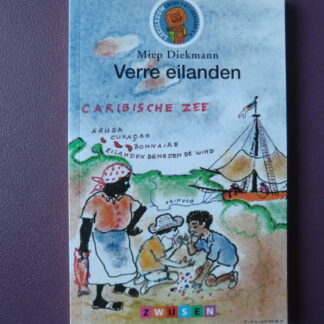 Miep Diekmann
Verre eilanden
CARIBISCHE ZEE
ARUBA
CURAÇAO
BONNAIRE
EILANDEN BENEDEN DE WIND
ZWIJSEN